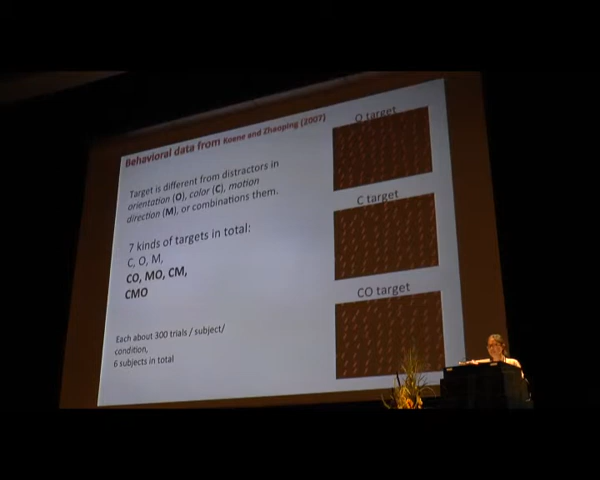 Behavioral data from Koene and Zhaoping (2007)
Target is different from distractors in
orientation (O), color (C), motion
direction (M), or combinations them.
7 kinds of targets in total:
C, O, M,
CO, MO, CM,
CMO
Each about 300 trials / subject/
condition,
6 subjects in total
O target
C target
CO target